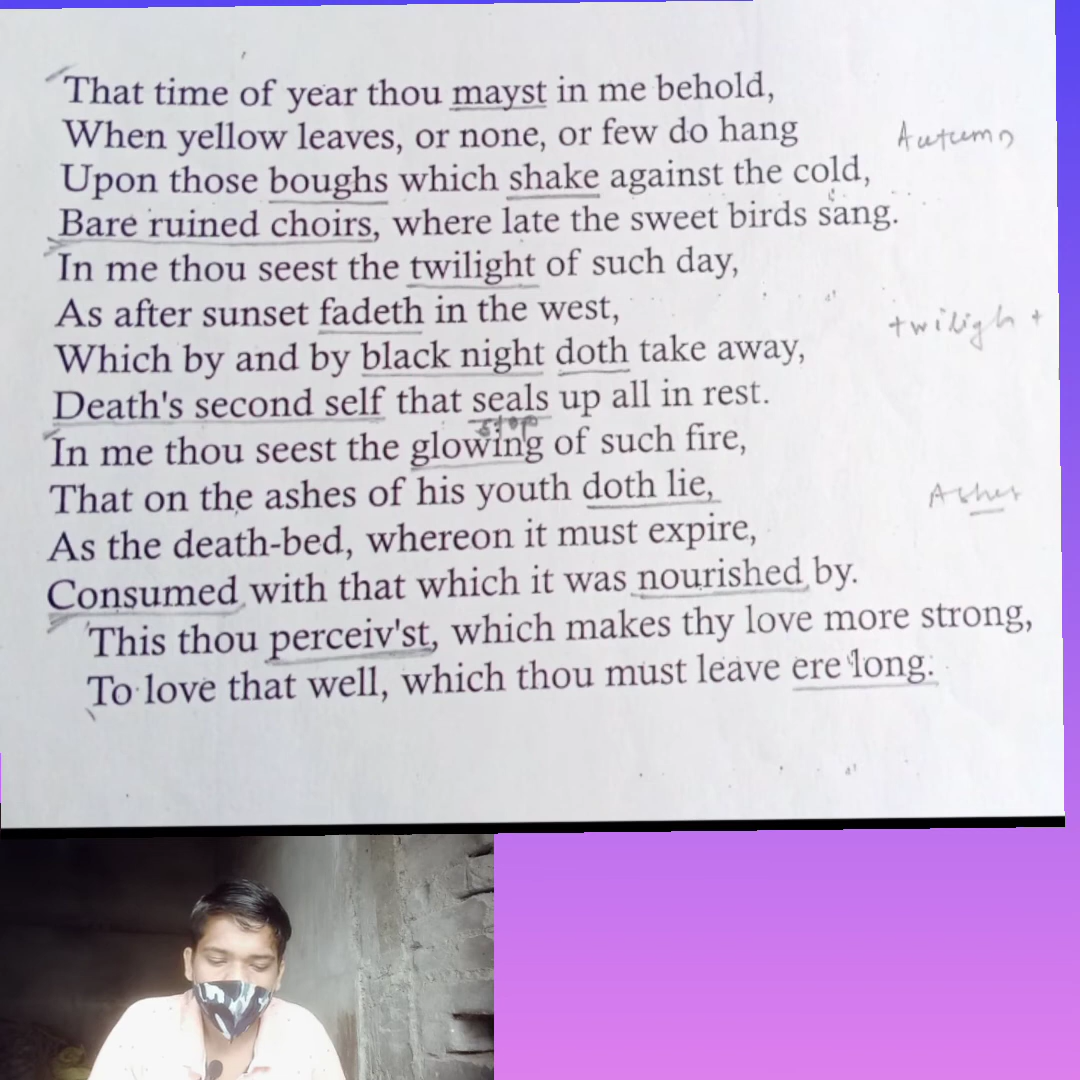 That time of year thou mayst in me behold,
When yellow leaves, or none, or few do hang
Autumn
Upon those boughs which shake against the cold,
Bare ruined choirs, where late the sweet birds sang.
In me thou seest the twilight of such day,
As after sunset fadeth in the west,
twilight
Which by and by black night doth take away,
Death's second self that seals up all in rest.
stop
In me thou seest the glowing of such fire,
That on the ashes of his youth doth lie,
Ashes
As the death-bed, whereon it must expire,
Consumed with that which it was nourished by.
This thou perceiv'st, which makes thy love more strong,
To love that well, which thou must leave ere long.